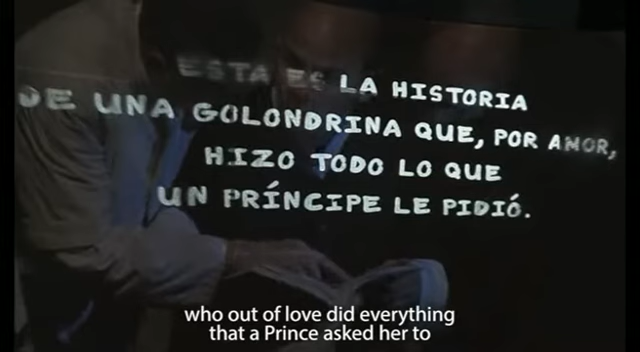 ESTA ES LA HISTORIA
DE UNA GOLONDRINA QUE, POR AMOR,
HIZO TODO LO QUE
UN PRÍNCIPE LE PIDIÓ.
who out of love did everything
that a Prince asked her to